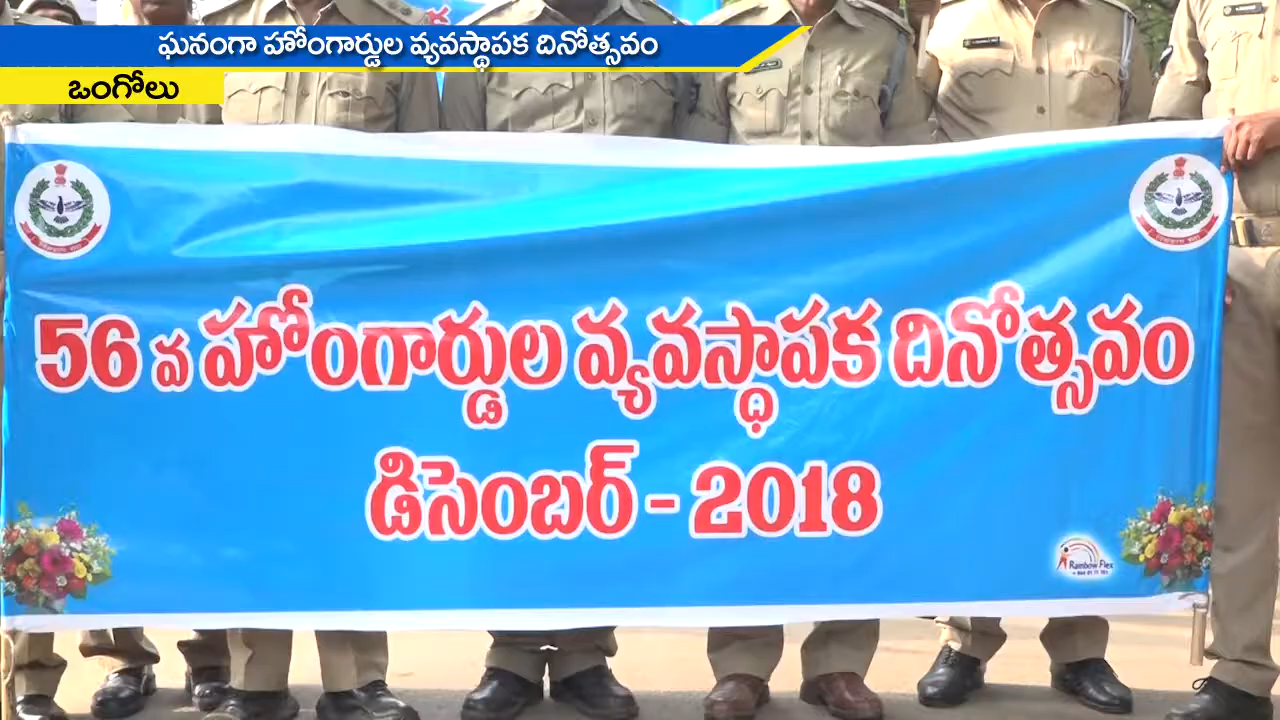 ఘనంగా హోంగార్డుల వ్యవస్థాపక దినోత్సవం
ఒంగోలు
56 వ హోంగార్డుల వ్యవస్థాపక దినోత్సవం
డిసెంబర్ - 2018
Rainbow Flex